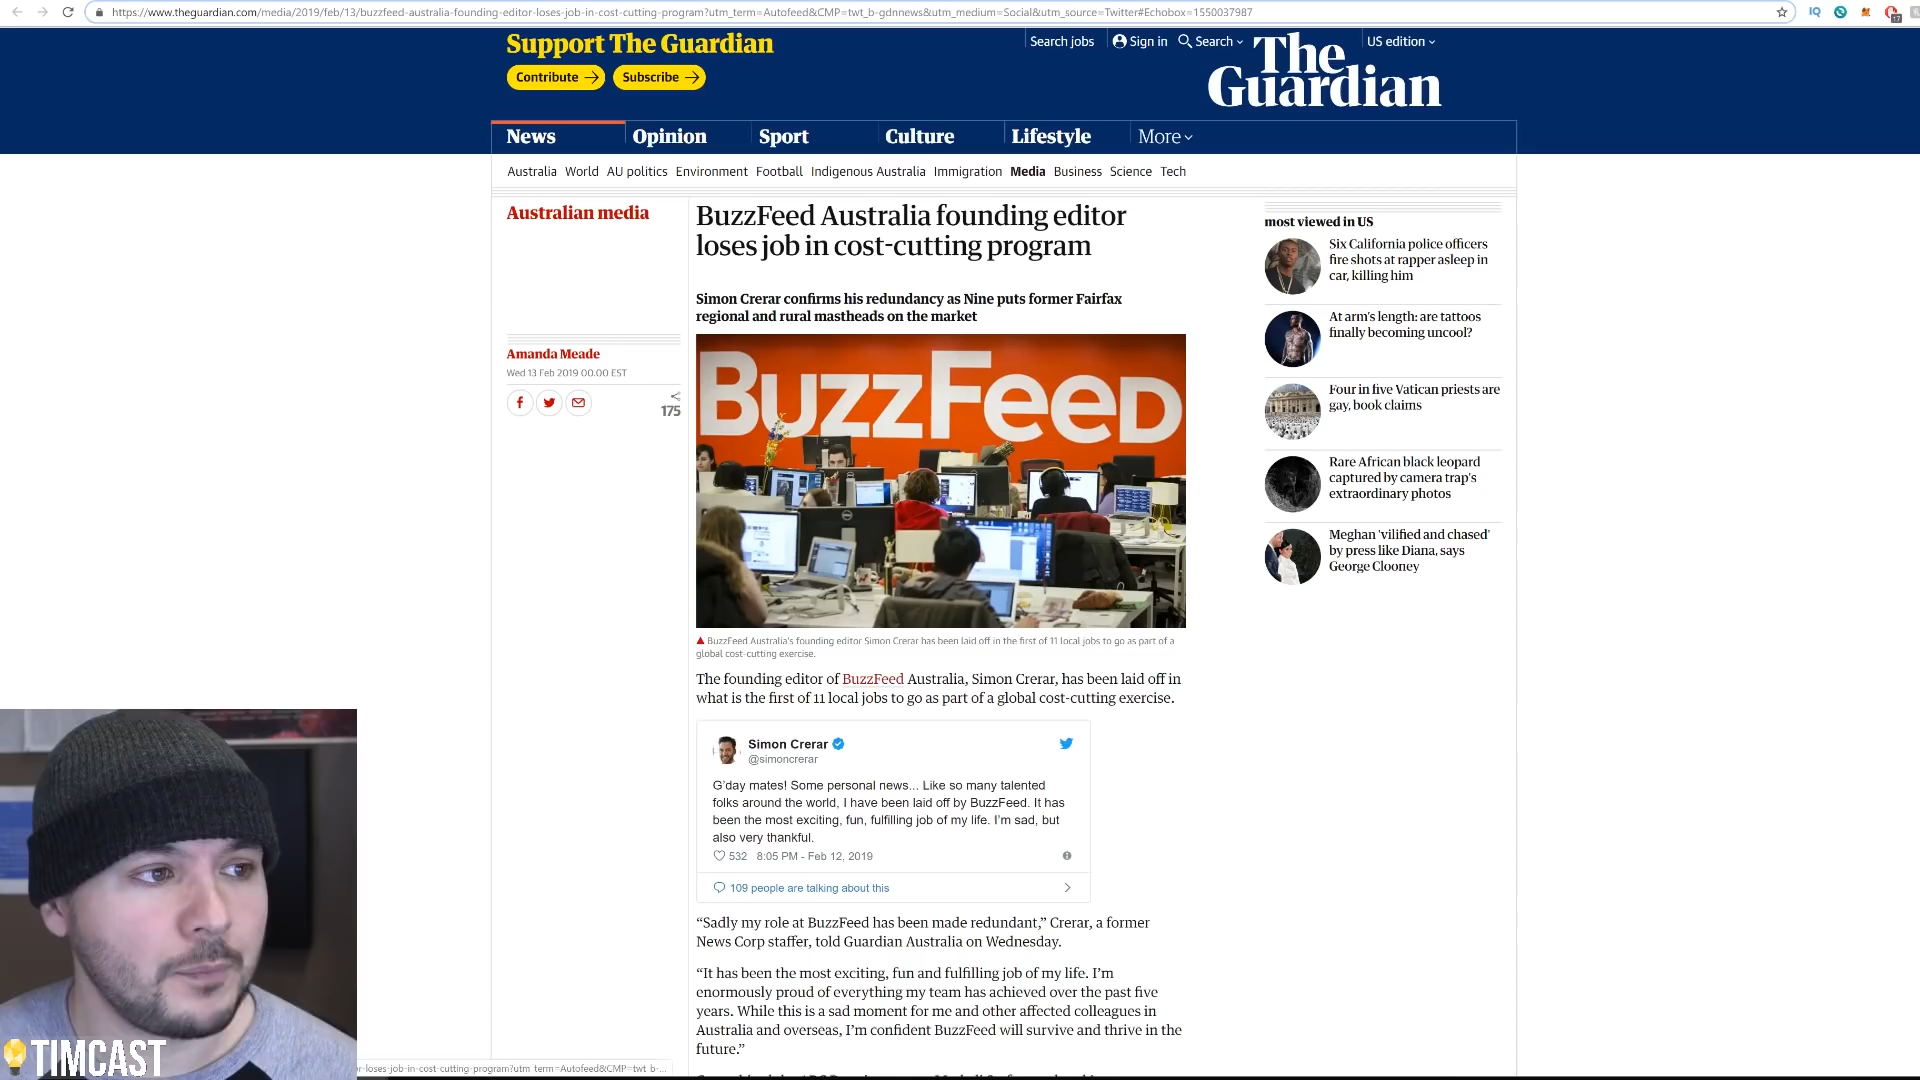 https://www.theguardian.com/media/2019/feb/13/buzzfeed-australia-founding-editor-loses-job-in-cost-cutting-program?utm_term=Autofeed&CMP=twt_b-gdnnews&utm_medium=Social&utm_source=Twitter#Echobox=1550037987
IQ
17
Support The Guardian
Contribute
Subscribe
Search jobs
Sign in
Search
US edition
The
Guardian
News
Opinion
Sport
Culture
Lifestyle
More
Australia World AU politics Environment Football Indigenous Australia Immigration Media Business Science Tech
Australian media
BuzzFeed Australia founding editor
loses job in cost-cutting program
Simon Crerar confirms his redundancy as Nine puts former Fairfax
regional and rural mastheads on the market
Amanda Meade
Wed 13 Feb 2019 00.00 EST
175
BuzzFeeD
BuzzFeed Australia's founding editor Simon Crerar has been laid off in the first of 11 local jobs to go as part of a
global cost-cutting exercise.
The founding editor of BuzzFeed Australia, Simon Crerar, has been laid off in
what is the first of 11 local jobs to go as part of a global cost-cutting exercise.
Simon Crerar
@simoncrerar
G'day mates! Some personal news... Like so many talented
folks around the world, I have been laid off by BuzzFeed. It has
been the most exciting, fun, fulfilling job of my life. I'm sad, but
also very thankful.
532 8:05 PM - Feb 12, 2019
109 people are talking about this
“Sadly my role at BuzzFeed has been made redundant,” Crerar, a former
News Corp staffer, told Guardian Australia on Wednesday.
“It has been the most exciting, fun and fulfilling job of my life. I’m
enormously proud of everything my team has achieved over the past five
years. While this is a sad moment for me and other affected colleagues in
Australia and overseas, I’m confident BuzzFeed will survive and thrive in the
future.”
most viewed in US
Six California police officers
fire shots at rapper asleep in
car, killing him
At arm's length: are tattoos
finally becoming uncool?
Four in five Vatican priests are
gay, book claims
Rare African black leopard
captured by camera trap's
extraordinary photos
Meghan 'vilified and chased'
by press like Diana, says
George Clooney
TIMCAST
r-loses-job-in-cost-cutting-program?utm_term=Autofeed&CMP=twt_b-...